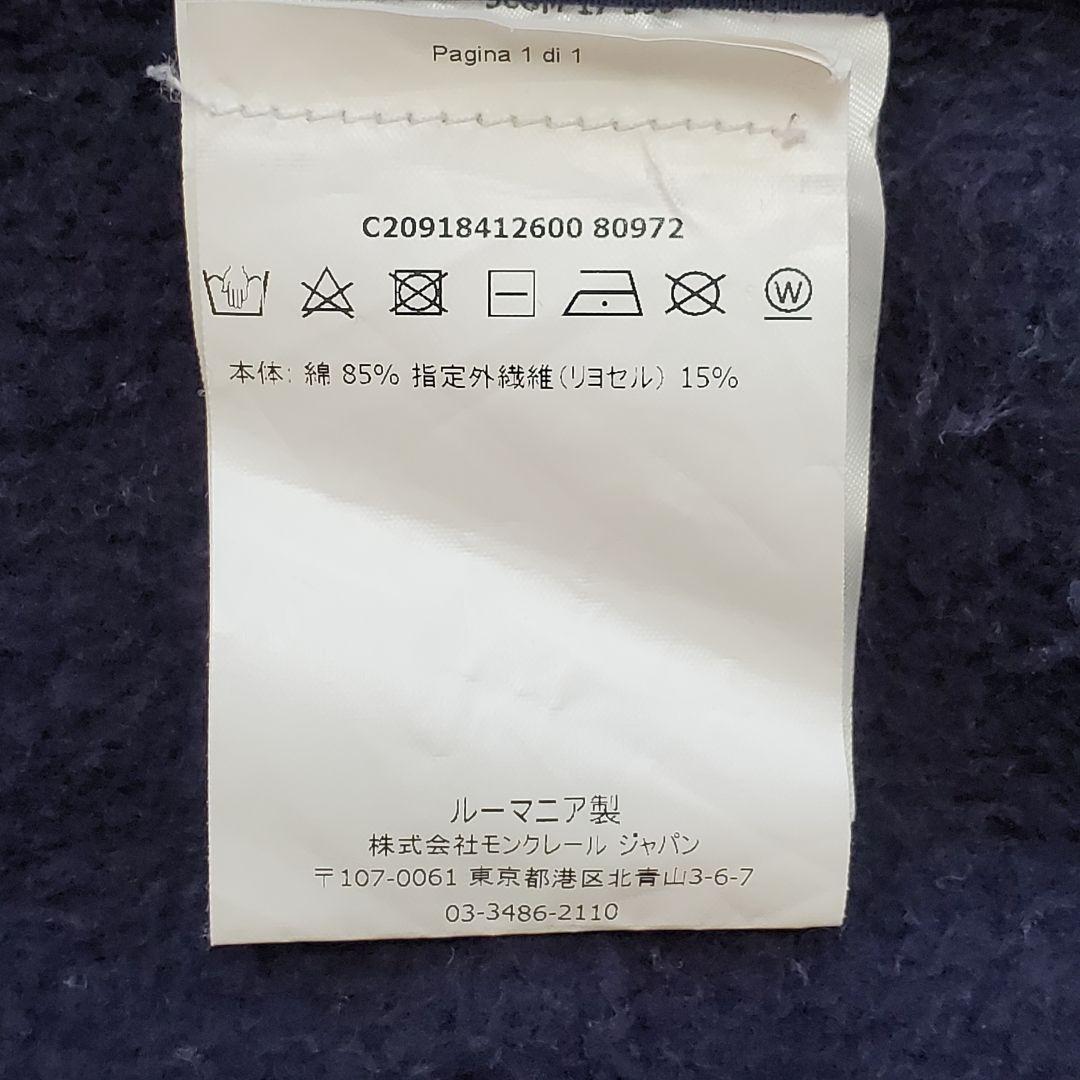 Pagina 1 di 1
C20918412600 80972
W
本体: 綿 85% 指定外繊維(リヨセル) 15%
ルーマニア製
株式会社モンクレール ジャパン
〒107-0061 東京都港区北青山3-6-7
03-3486-2110